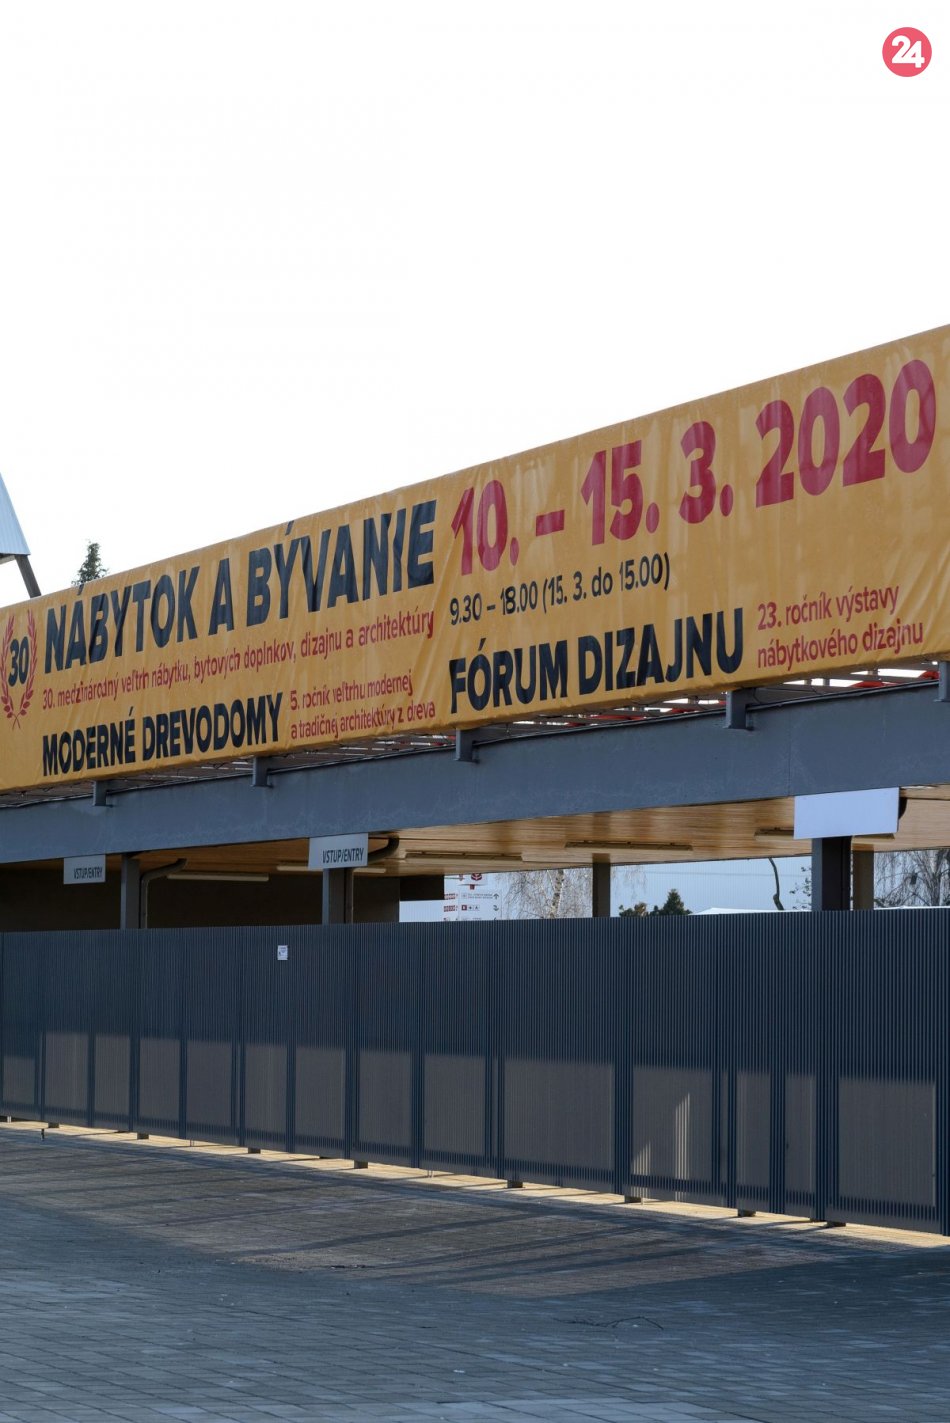 24
30
NÁBYTOK A BÝVANIE
30. medzinárodný veľtrh nábytku, bytových doplnkov, dizajnu a architektúry
MODERNÉ DREVODOMY
5. ročník veľtrhu modernej
a tradičnej architektúry z dreva
10. – 15. 3. 2020
9.30 – 18.00 (15. 3. do 15.00)
FÓRUM DIZAJNU
23. ročník výstavy
nábytkového dizajnu
VSTUP/ENTRY
VSTUP/ENTRY